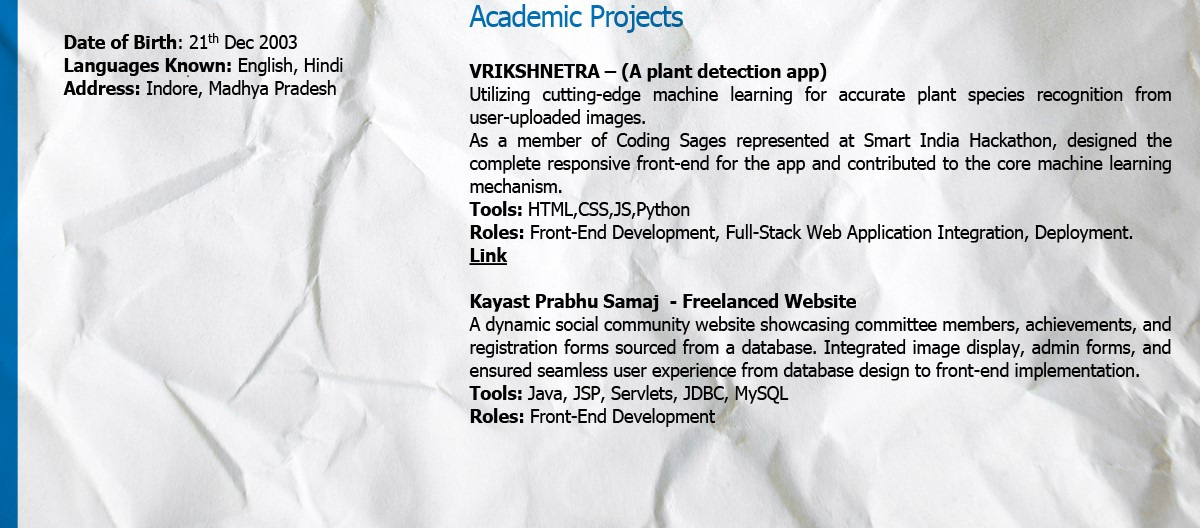 Date of Birth: 21th Dec 2003
Languages Known: English, Hindi
Address: Indore, Madhya Pradesh
Academic Projects
VRIKSHNETRA – (A plant detection app)
Utilizing cutting-edge machine learning for accurate plant species recognition from
user-uploaded images.
As a member of Coding Sages represented at Smart India Hackathon, designed the
complete responsive front-end for the app and contributed to the core machine learning
mechanism.
Tools: HTML,CSS,JS,Python
Roles: Front-End Development, Full-Stack Web Application Integration, Deployment.
Link
Kayast Prabhu Samaj  - Freelanced Website
A dynamic social community website showcasing committee members, achievements, and
registration forms sourced from a database. Integrated image display, admin forms, and
ensured seamless user experience from database design to front-end implementation.
Tools: Java, JSP, Servlets, JDBC, MySQL
Roles: Front-End Development